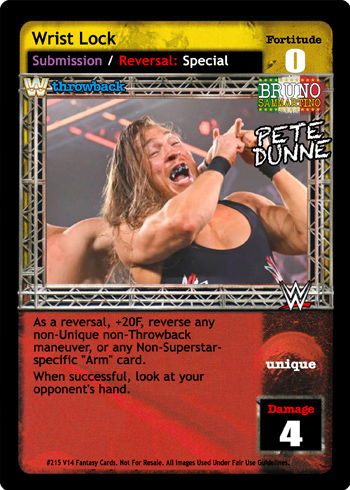 Wrist Lock
Fortitude
0
Submission / Reversal: Special
W throwback
BRUNO
SAMMARTINO
PETE
DUNNE
W
As a reversal, +20F, reverse any
non-Unique non-Throwback
maneuver, or any Non-Superstar-
specific "Arm" card.
When successful, look at your
opponent's hand.
unique
Damage
4
#215 V14 Fantasy Cards. Not For Resale. All Images Used Under Fair Use Guidelines.